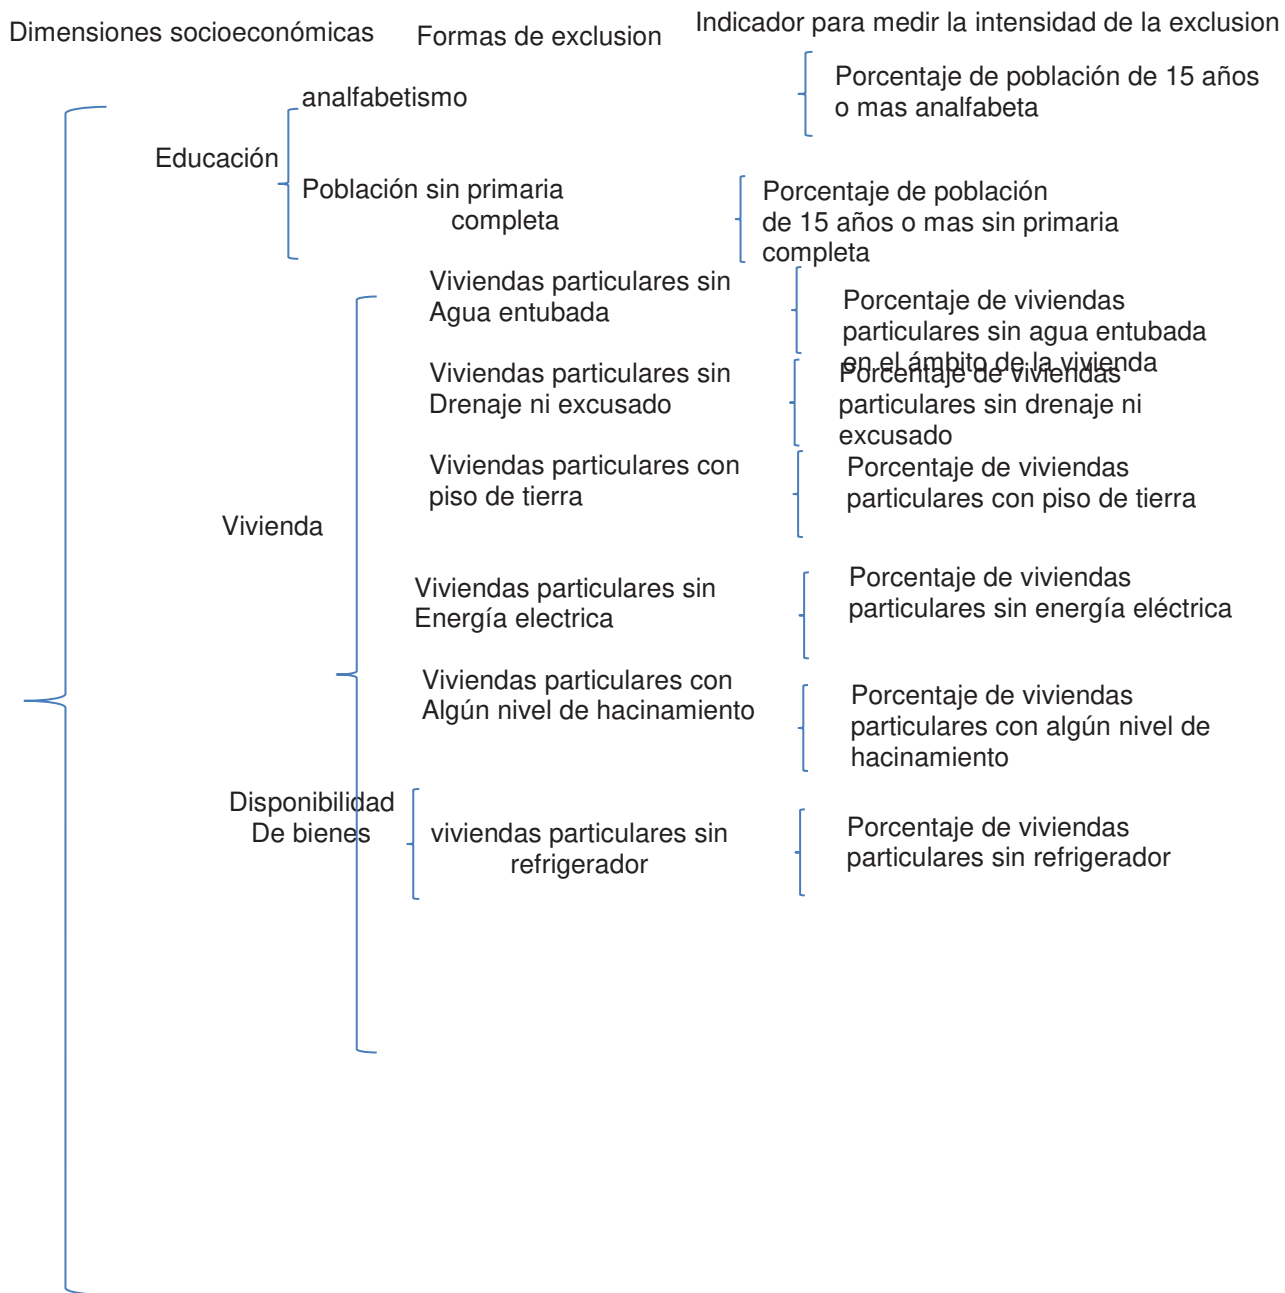 Dimensiones socioeconómicas
Formas de exclusion
Indicador para medir la intensidad de la exclusion
Educación
analfabetismo
Porcentaje de población de 15 años
o mas analfabeta
Población sin primaria
completa
Porcentaje de población
de 15 años o mas sin primaria
completa
Vivienda
Viviendas particulares sin
Agua entubada
Porcentaje de viviendas
particulares sin agua entubada
en el ámbito de la vivienda
Viviendas particulares sin
Drenaje ni excusado
Porcentaje de viviendas
particulares sin drenaje ni
excusado
Viviendas particulares con
piso de tierra
Porcentaje de viviendas
particulares con piso de tierra
Viviendas particulares sin
Energía electrica
Porcentaje de viviendas
particulares sin energía eléctrica
Viviendas particulares con
Algún nivel de hacinamiento
Porcentaje de viviendas
particulares con algún nivel de
hacinamiento
Disponibilidad
De bienes
viviendas particulares sin
refrigerador
Porcentaje de viviendas
particulares sin refrigerador